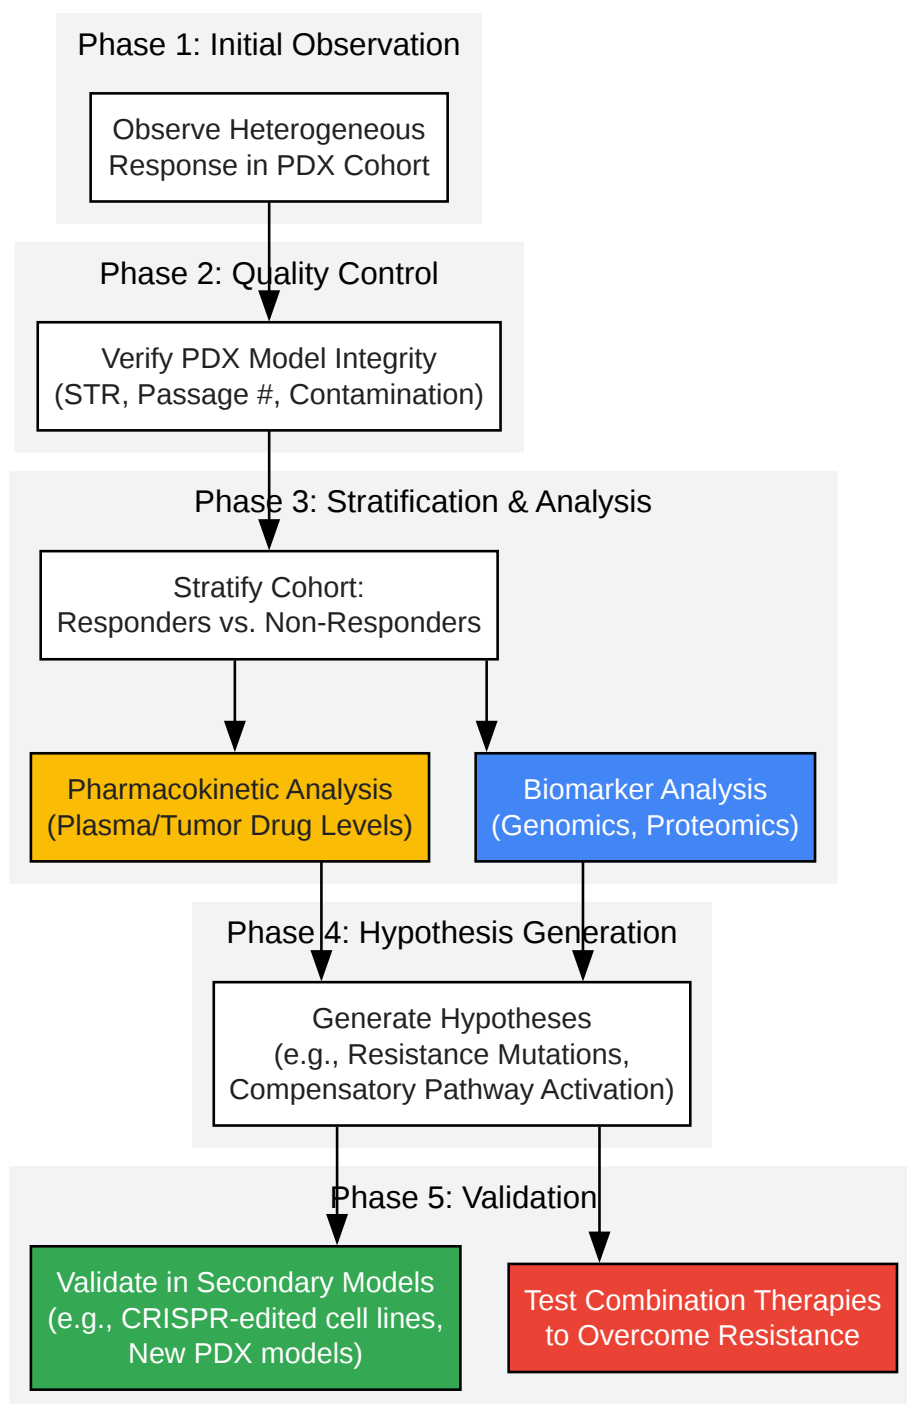 Phase 1: Initial Observation
Observe Heterogeneous
Response in PDX Cohort
Phase 2: Quality Control
Verify PDX Model Integrity
(STR, Passage #, Contamination)
Phase 3: Stratification & Analysis
Stratify Cohort:
Responders vs. Non-Responders
Pharmacokinetic Analysis
(Plasma/Tumor Drug Levels)
Biomarker Analysis
(Genomics, Proteomics)
Phase 4: Hypothesis Generation
Generate Hypotheses
(e.g., Resistance Mutations,
Compensatory Pathway Activation)
Phase 5: Validation
Validate in Secondary Models
(e.g., CRISPR-edited cell lines,
New PDX models)
Test Combination Therapies
to Overcome Resistance